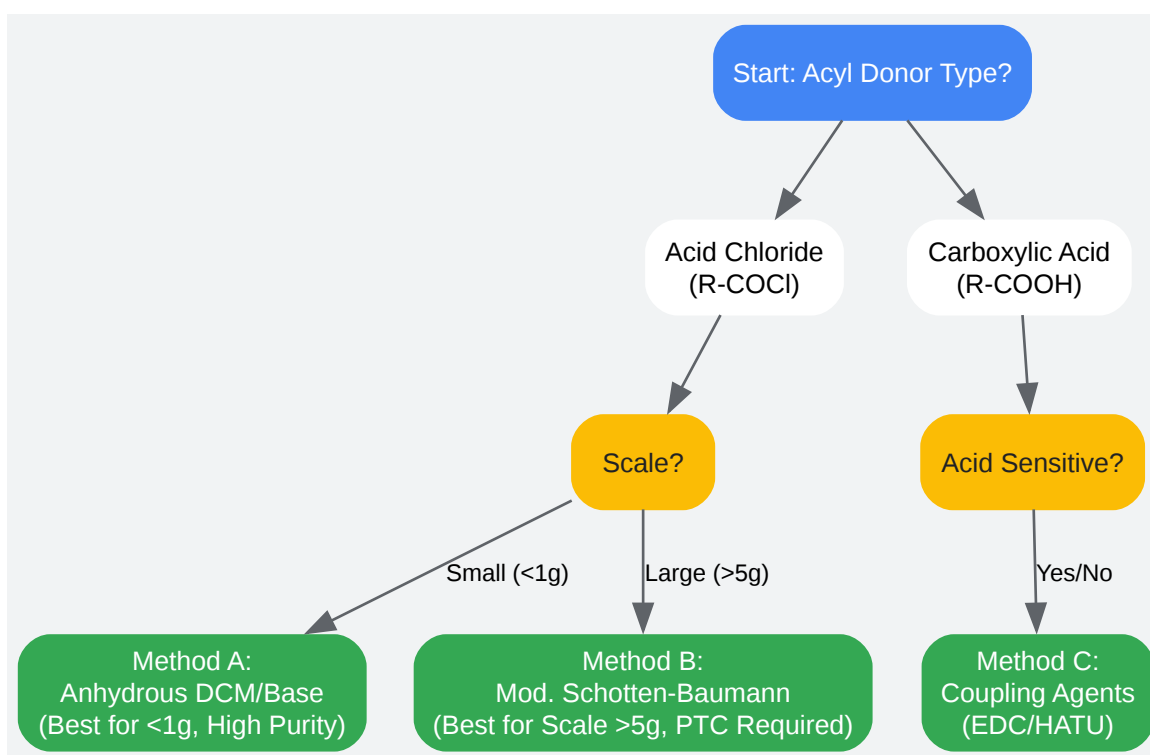 Start: Acyl Donor Type?
Acid Chloride
(R-COCl)
Carboxylic Acid
(R-COOH)
Scale?
Acid Sensitive?
Small (<1g)
Large (>5g)
Yes/No
Method A:
Anhydrous DCM/Base
(Best for <1g, High Purity)
Method B:
Mod. Schotten-Baumann
(Best for Scale >5g, PTC Required)
Method C:
Coupling Agents
(EDC/HATU)